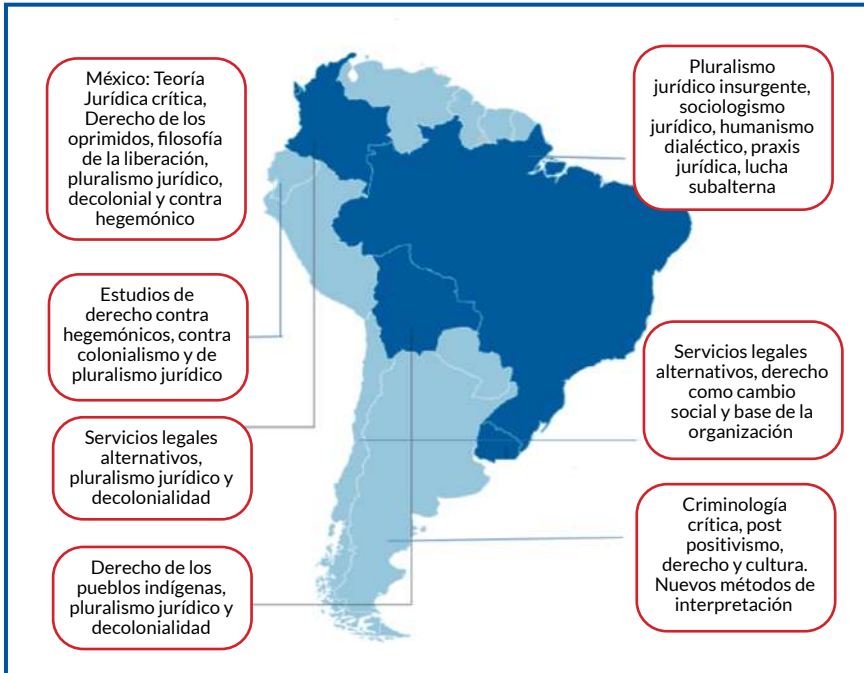 México: Teoría
Jurídica crítica,
Derecho de los
oprimidos, filosofía
de la liberación,
pluralismo jurídico,
decolonial y contra
hegemónico
Estudios de
derecho contra
hegemónicos, contra
colonialismo y de
pluralismo jurídico
Servicios legales
alternativos,
pluralismo jurídico y
decolonialidad
Derecho de los
pueblos indígenas,
pluralismo jurídico y
decolonialidad
Pluralismo
jurídico insurgente,
sociologismo
jurídico, humanismo
dialéctico, praxis
jurídica, lucha
subalterna
Servicios legales
alternativos, derecho
como cambio
social y base de la
organización
Criminología
crítica, post
positivismo,
derecho y cultura.
Nuevos métodos de
interpretación